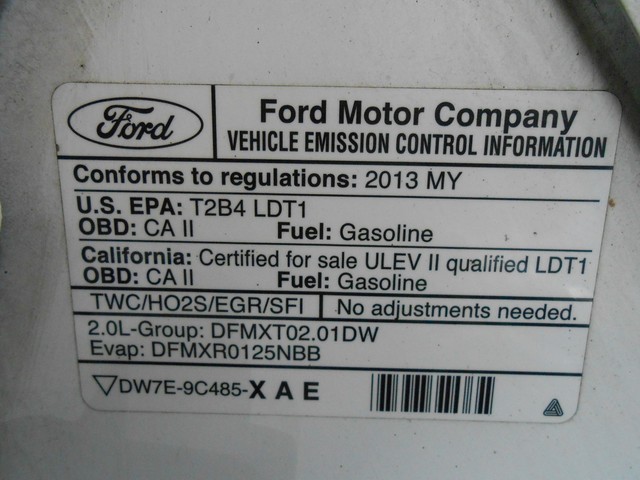 Ford
Ford Motor Company
VEHICLE EMISSION CONTROL INFORMATION
Conforms to regulations: 2013 MY
U.S. EPA: T2B4 LDT1
OBD: CA II Fuel: Gasoline
California: Certified for sale ULEV II qualified LDT1
OBD: CA II Fuel: Gasoline
TWC/HO2S/EGR/SFI No adjustments needed.
2.0L-Group: DFMXT02.01DW
Evap: DFMXR0125NBB
DW7E-9C485-XAE